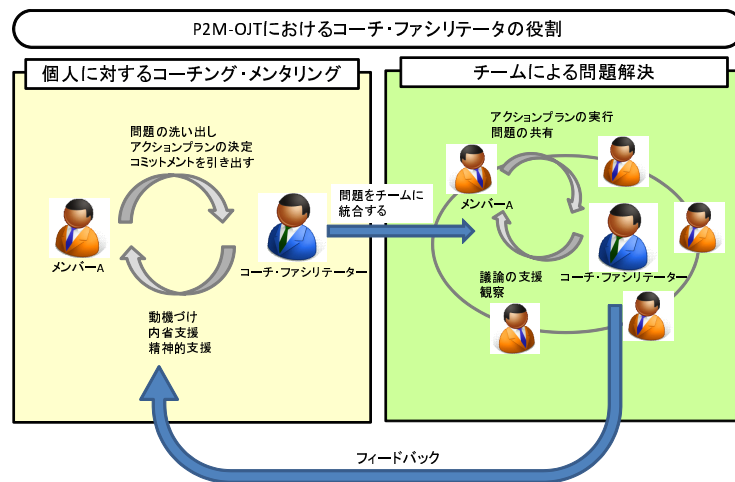 P2M-OJTにおけるコーチ・ファシリテータの役割
個人に対するコーチング・メンタリング
問題の洗い出し
アクションプランの決定
コミットメントを引き出す
メンバーA
コーチ・ファシリテーター
動機づけ
内省支援
精神的支援
問題をチームに
統合する
チームによる問題解決
アクションプランの実行
問題の共有
メンバーA
コーチ・ファシリテーター
議論の支援
観察
フィードバック